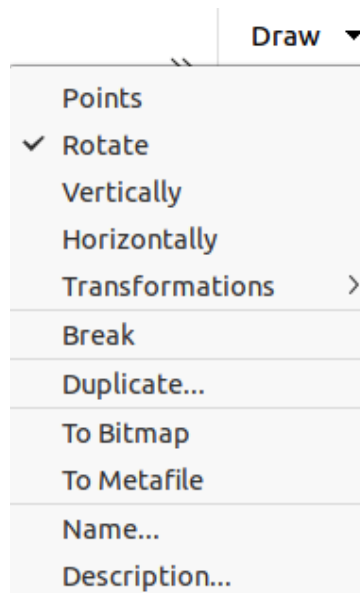 Draw
Points
Rotate
Vertically
Horizontally
Transformations
Break
Duplicate...
To Bitmap
To Metafile
Name...
Description...